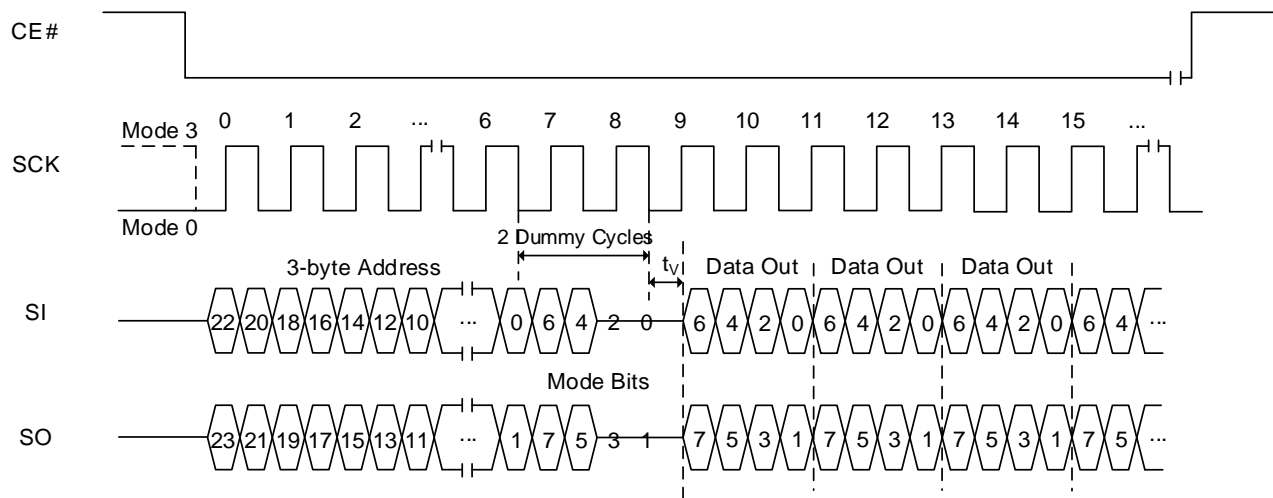 CE#
Mode 3
0 1 2 ... 6 7 8 9 10 11 12 13 14 15 ...
SCK
Mode 0
2 Dummy Cycles
3-byte Address
tV
Data Out Data Out Data Out
SI
22 20 18 16 14 12 10 ... 0 6 4 2 0 6 4 2 0 6 4 2 0 6 4 2 0 6 4 ...
Mode Bits
SO
23 21 19 17 15 13 11 ... 1 7 5 3 1 7 5 3 1 7 5 3 1 7 5 3 1 7 5 ...